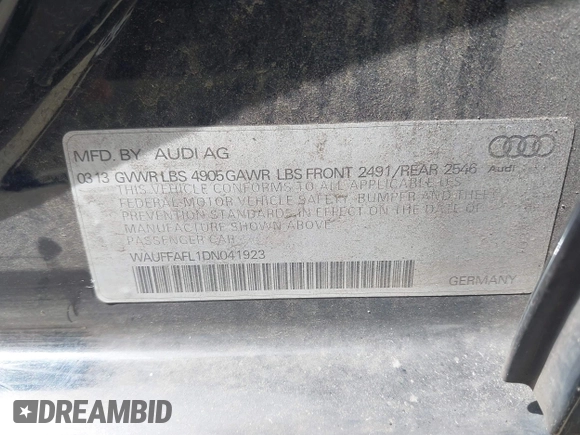 MFD. BY AUDI AG
03 13 GVWR LBS 4905 GAWR LBS FRONT 2491/REAR 2546 Audi
THIS VEHICLE CONFORMS TO ALL APPLICABLE US
FEDERAL MOTOR VEHICLE SAFETY BUMPER AND THEFT
PREVENTION STANDARDS IN EFFECT ON THE DATE OF
MANUFACTURE SHOWN ABOVE
PASSENGER CAR
WAUFFAFL1DN041923
GERMANY
DREAMBID